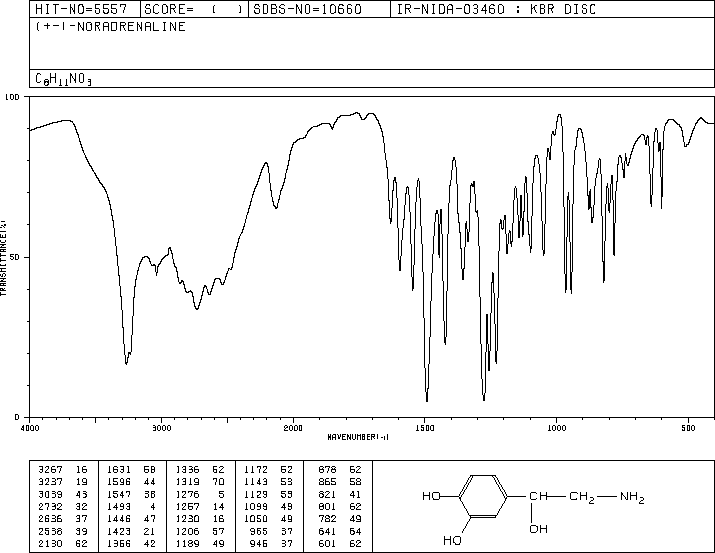 HIT-NO=5557 SCORE= ( ) SDBS-NO=10660 IR-NIDA-03460 : KBR DISC
(+-)-NORADRENALINE
C8H11NO3
100
50
0
TRANSMITTANCE(%)
4000 3000 2000 1500 1000 500
WAVENUMBER(-1)
3267 16 1631 58 1336 52 1172 52 878 62
3237 19 1596 44 1319 70 1143 53 865 58
3039 43 1547 38 1276 5 1129 53 821 41
2732 32 1493 4 1257 14 1099 49 801 62
2636 37 1446 47 1230 16 1050 49 782 49
2538 39 1423 21 1206 57 965 37 641 64
2130 62 1356 42 1189 49 945 37 601 62
HO CH CH2 NH2
HO OH